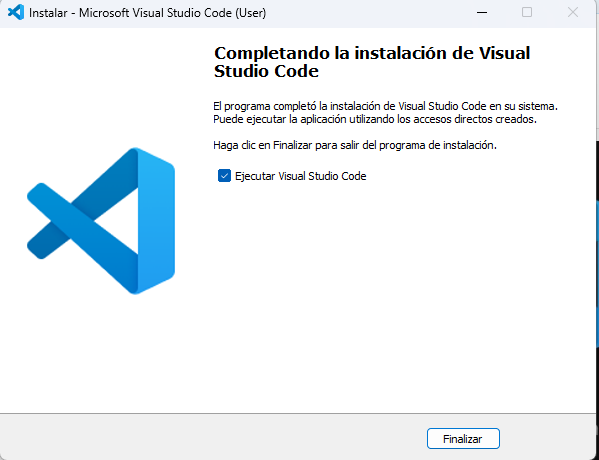 Instalar - Microsoft Visual Studio Code (User)
Completando la instalación de Visual
Studio Code
El programa completó la instalación de Visual Studio Code en su sistema.
Puede ejecutar la aplicación utilizando los accesos directos creados.
Haga clic en Finalizar para salir del programa de instalación.
Ejecutar Visual Studio Code
Finalizar